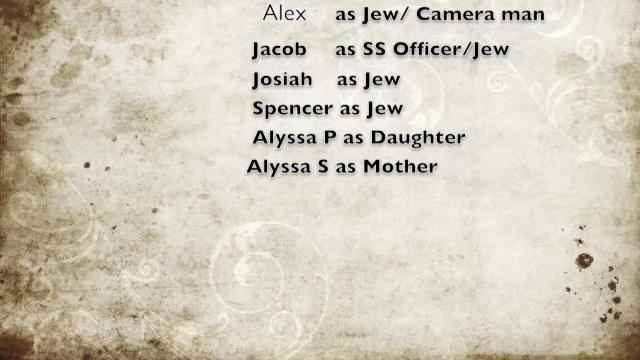 Alex as Jew/ Camera man
Jacob as SS Officer/Jew
Josiah as Jew
Spencer as Jew
Alyssa P as Daughter
Alyssa S as Mother